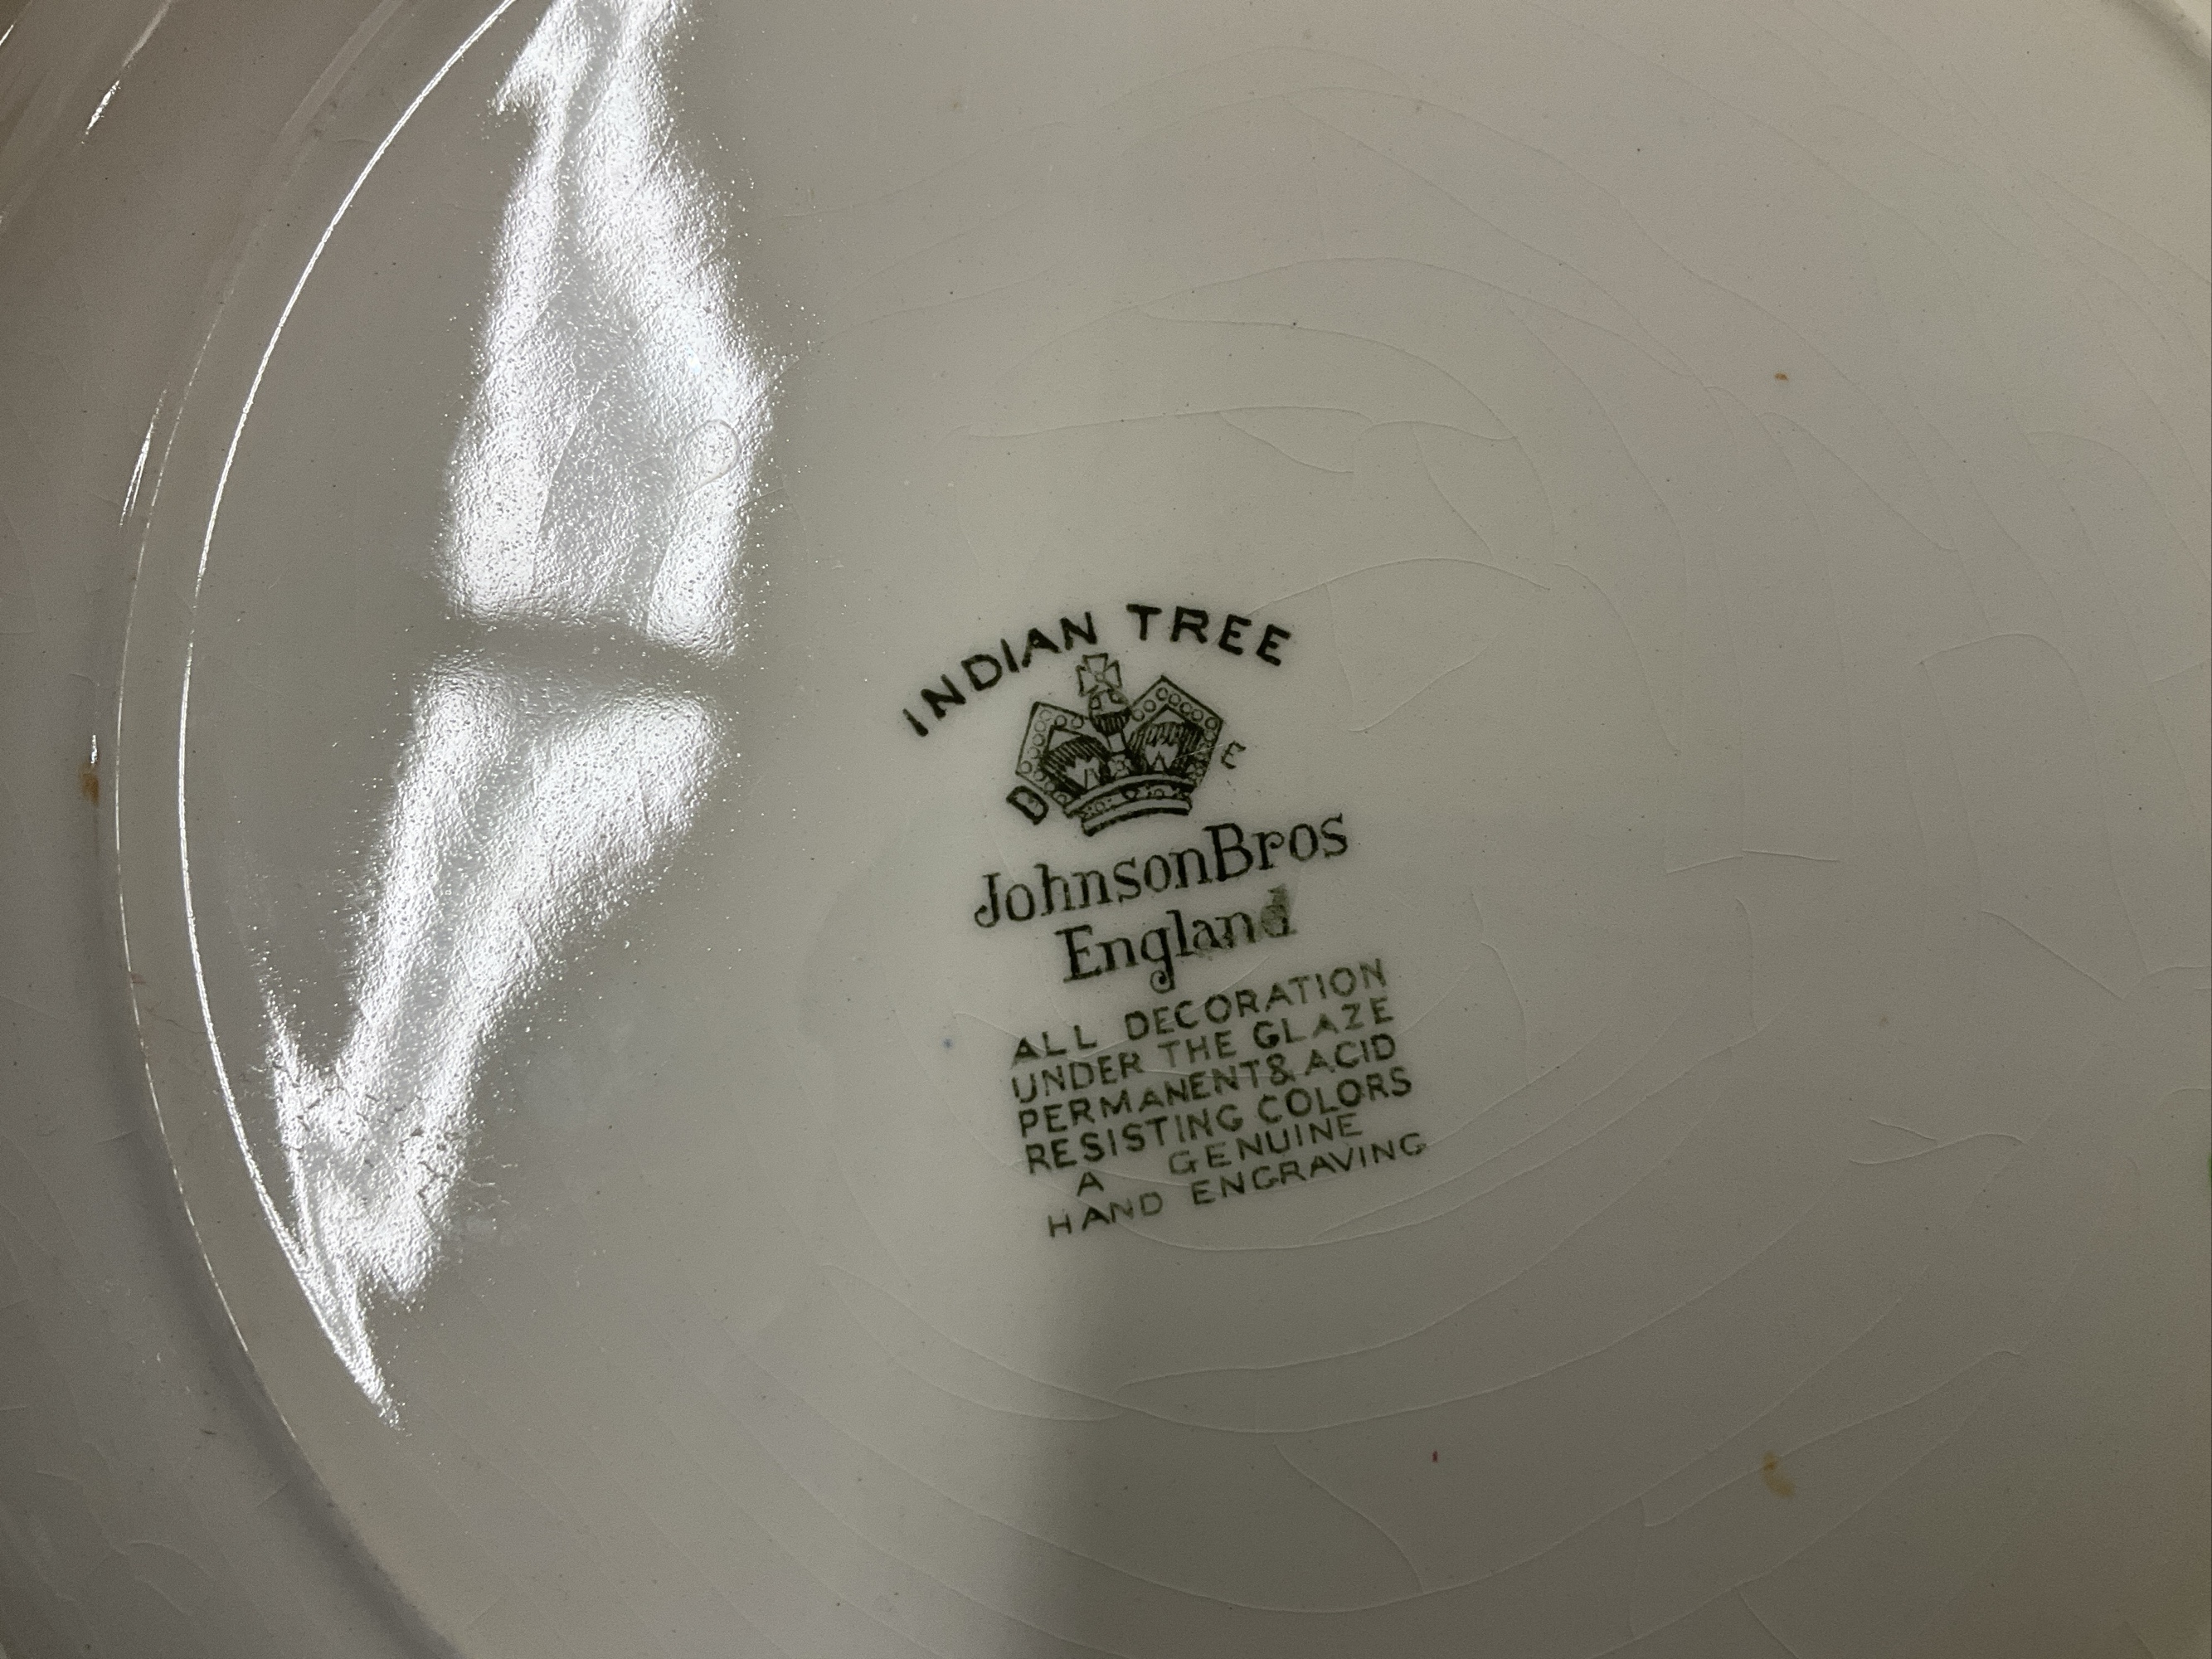 INDIAN TREE
D E
JohnsonBros
England
ALL DECORATION
UNDER THE GLAZE
PERMANENT & ACID
RESISTING COLORS
A GENUINE
HAND ENGRAVING